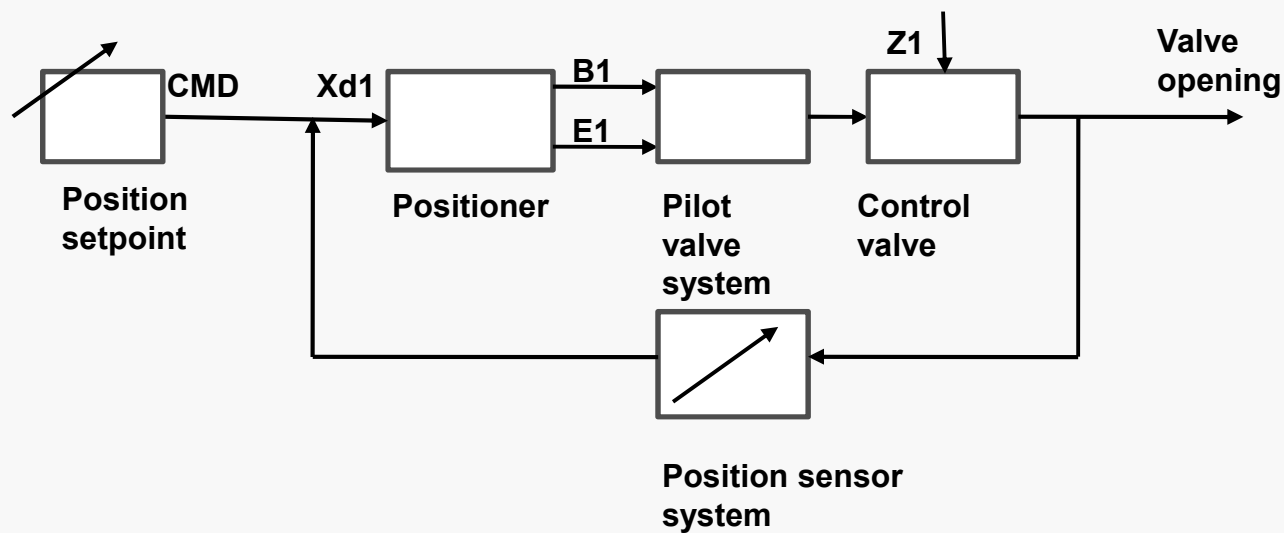 CMD
Xd1
B1
E1
Z1
Valve
opening
Position
setpoint
Positioner
Pilot
valve
system
Control
valve
Position sensor
system